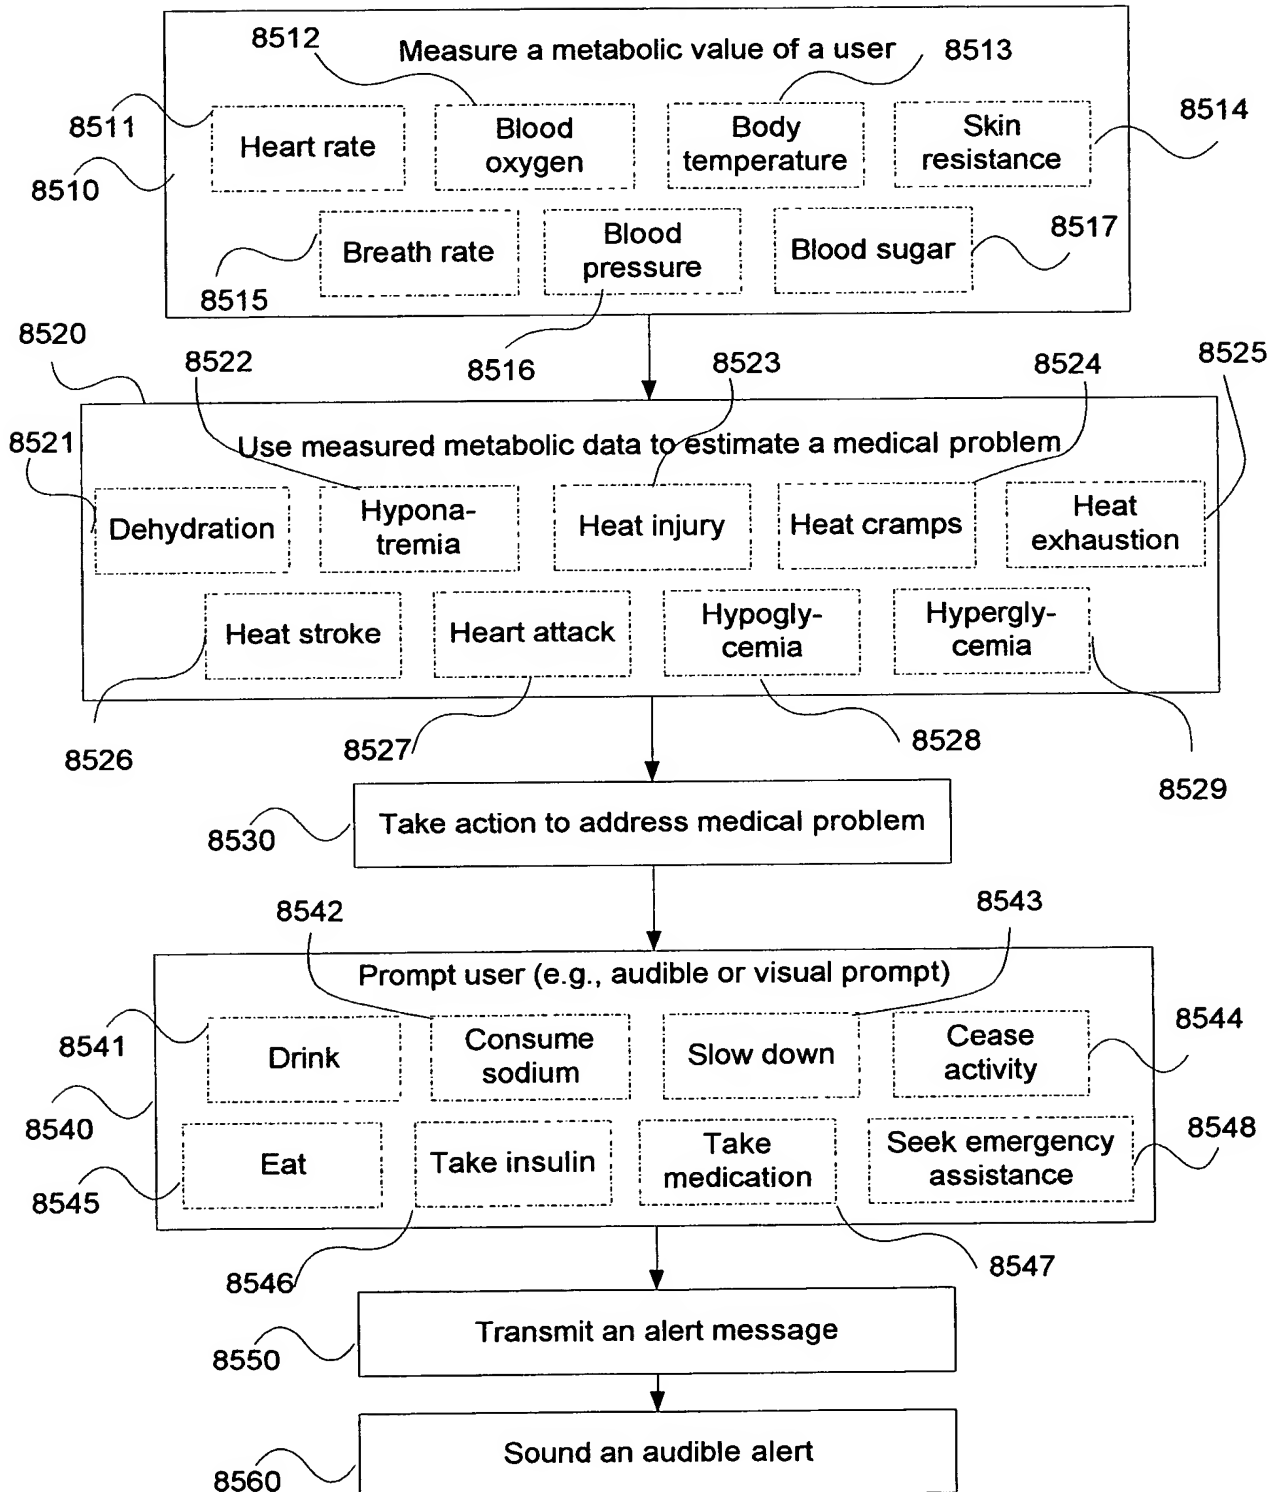 8512
Measure a metabolic value of a user
8513
8511
8514
Heart rate
Blood
oxygen
Body
temperature
Skin
resistance
8510
8515
Breath rate
Blood
pressure
Blood sugar
8517
8516
8520
8522
8523
8524
8525
8521
Use measured metabolic data to estimate a medical problem
Dehydration
Hypona-
tremia
Heat injury
Heat cramps
Heat
exhaustion
Heat stroke
Heart attack
Hypogly-
cemia
Hypergly-
cemia
8526
8527
8528
8529
8530
Take action to address medical problem
8542
8543
Prompt user (e.g., audible or visual prompt)
8541
8544
Drink
Consume
sodium
Slow down
Cease
activity
8540
8548
Eat
Take insulin
Take
medication
Seek emergency
assistance
8545
8546
8547
8550
Transmit an alert message
8560
Sound an audible alert